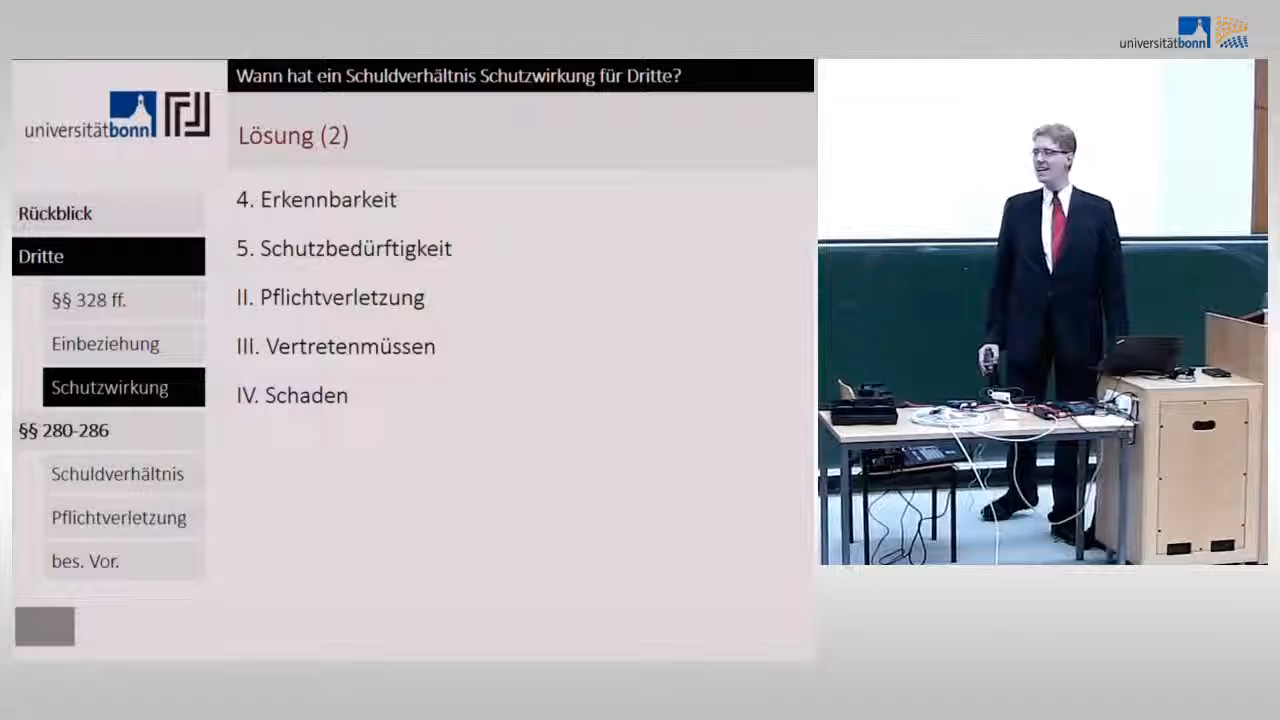 universitätbonn
Wann hat ein Schuldverhältnis Schutzwirkung für Dritte?
universitätbonn
Lösung (2)
Rückblick
Dritte
§§ 328 ff.
Einbeziehung
Schutzwirkung
§§ 280-286
Schuldverhältnis
Pflichtverletzung
bes. Vor.
4. Erkennbarkeit
5. Schutzbedürftigkeit
II. Pflichtverletzung
III. Vertretenmüssen
IV. Schaden